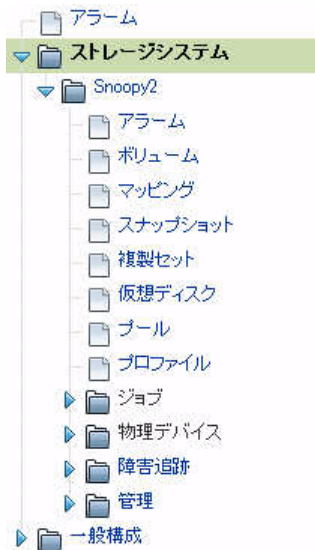 アラーム
ストレージシステム
Snoopy2
アラーム
ボリューム
マッピング
スナップショット
複製セット
仮想ディスク
プール
プロファイル
ジョブ
物理デバイス
障害追跡
管理
一般構成